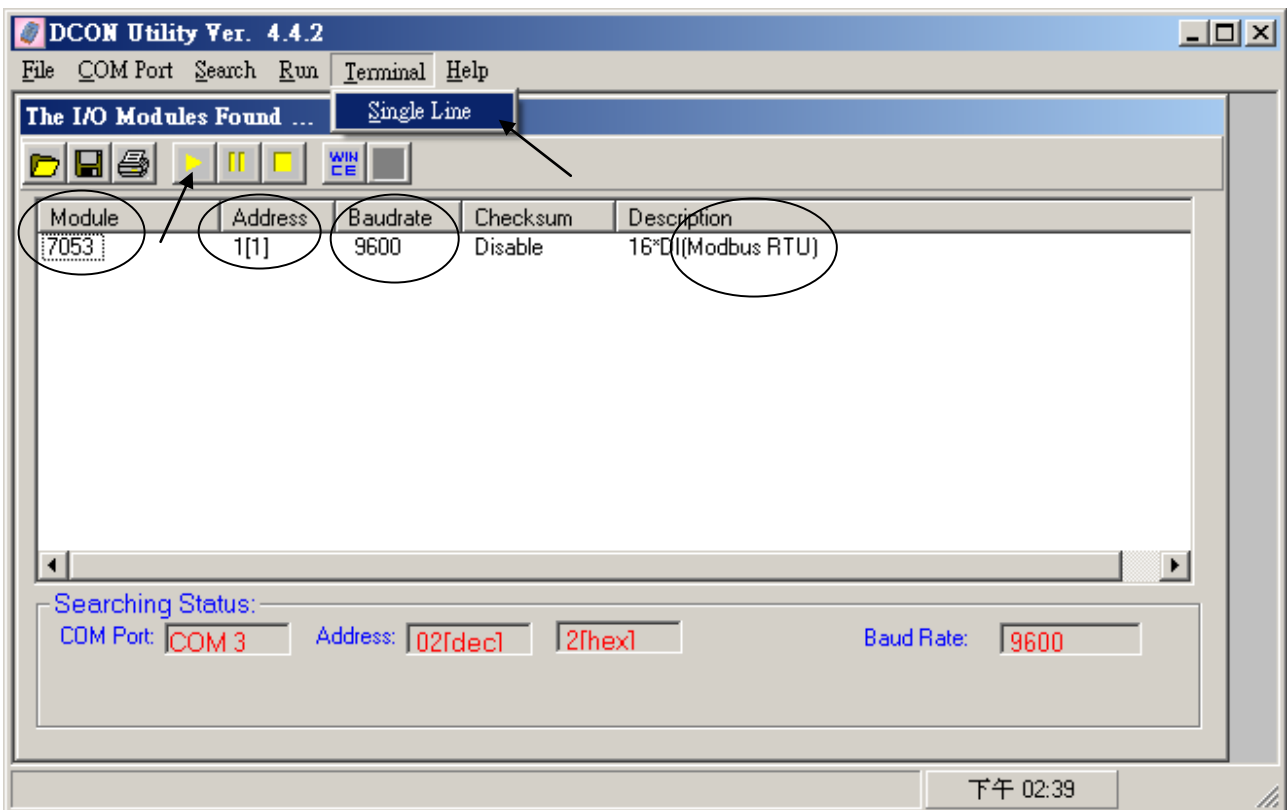 DCON Utility Ver. 4.4.2
File COM Port Search Run Terminal Help
Single Line
The I/O Modules Found ...
WIN CE
Module Address Baudrate Checksum Description
7053 1[1] 9600 Disable 16*DI(Modbus RTU)
Searching Status:
COM Port: COM 3 Address: 02[dec] 2[hex] Baud Rate: 9600
下午 02:39